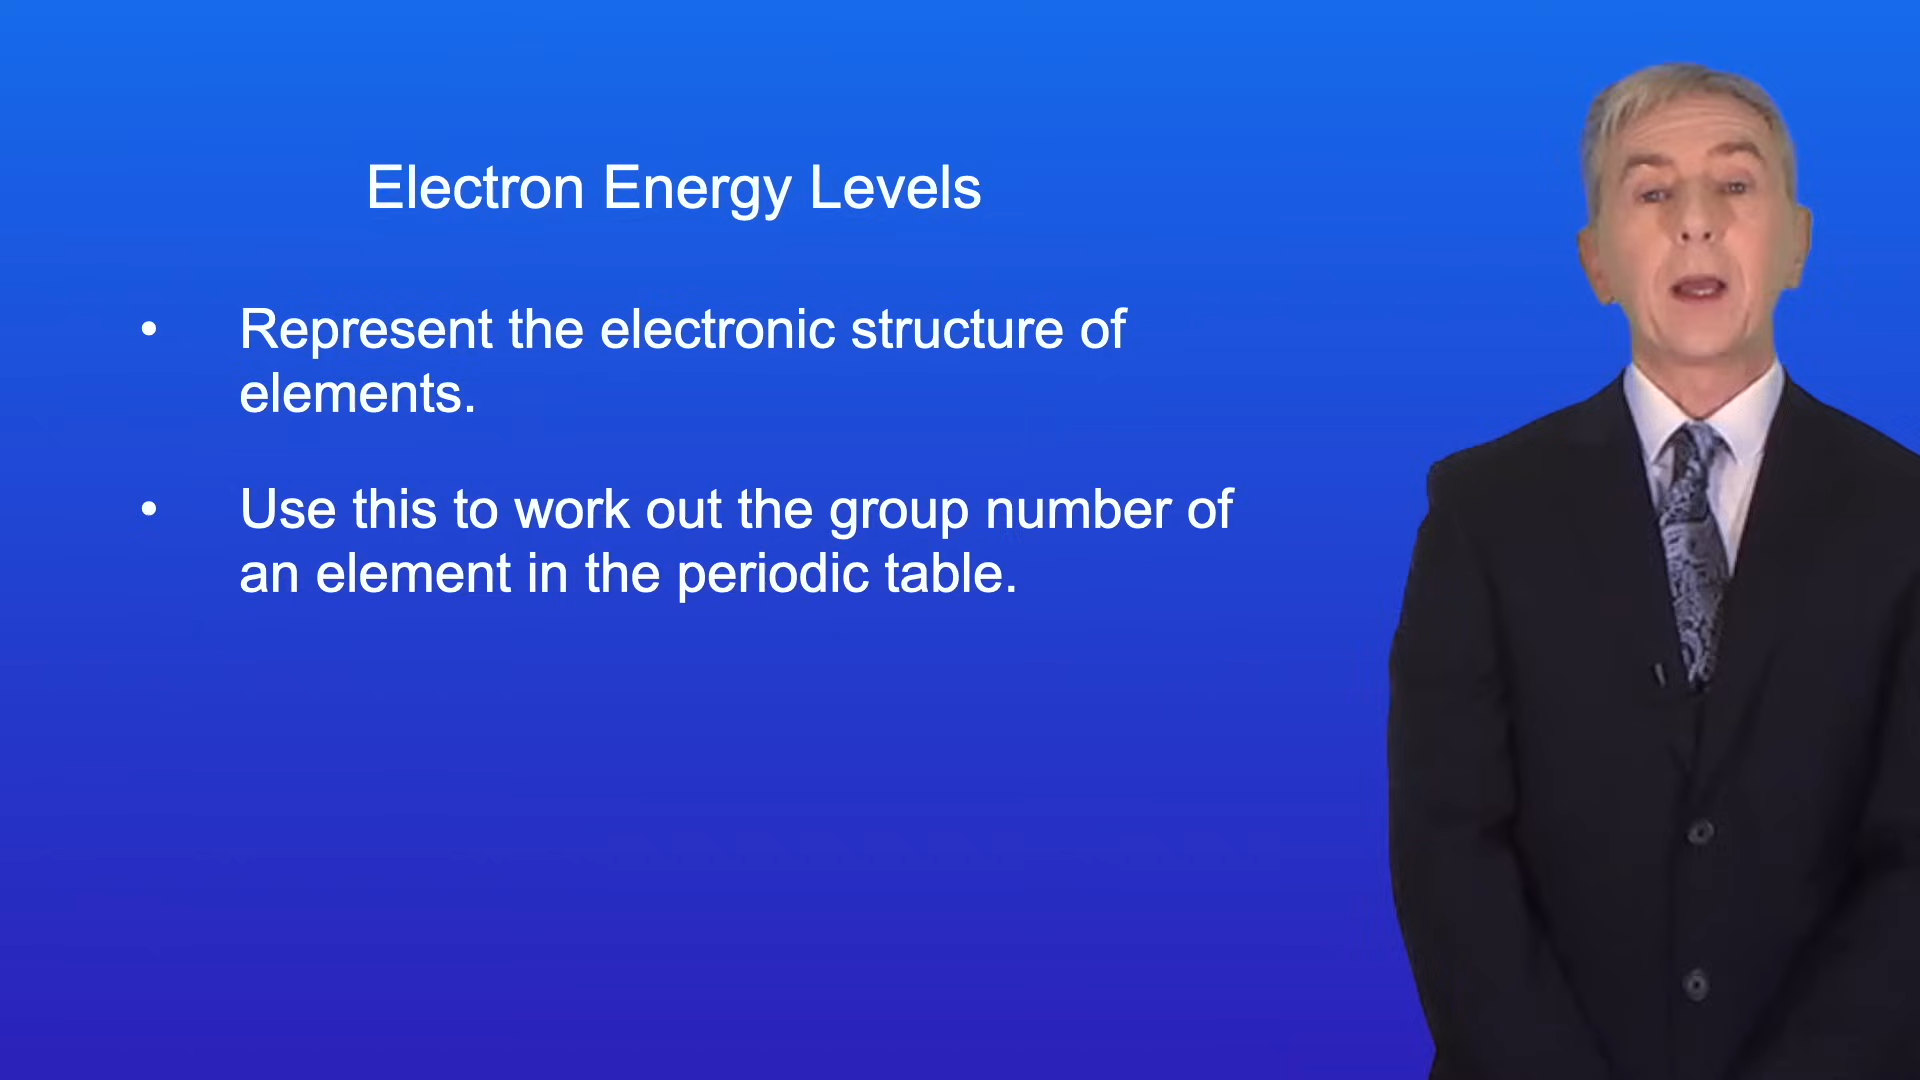 Electron Energy Levels
• Represent the electronic structure of
elements.
• Use this to work out the group number of
an element in the periodic table.